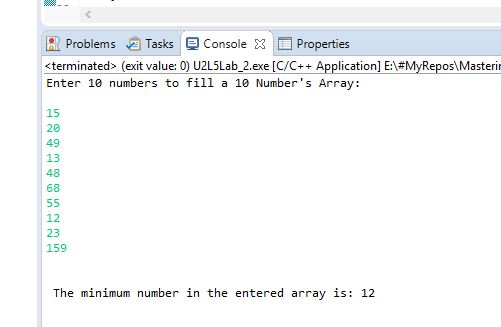 Problems Tasks Console Properties
<terminated> (exit value: 0) U2L5Lab_2.exe [C/C++ Application] E:\#MyRepos\Masterin
Enter 10 numbers to fill a 10 Number's Array:
15
20
49
13
48
68
55
12
23
159
The minimum number in the entered array is: 12